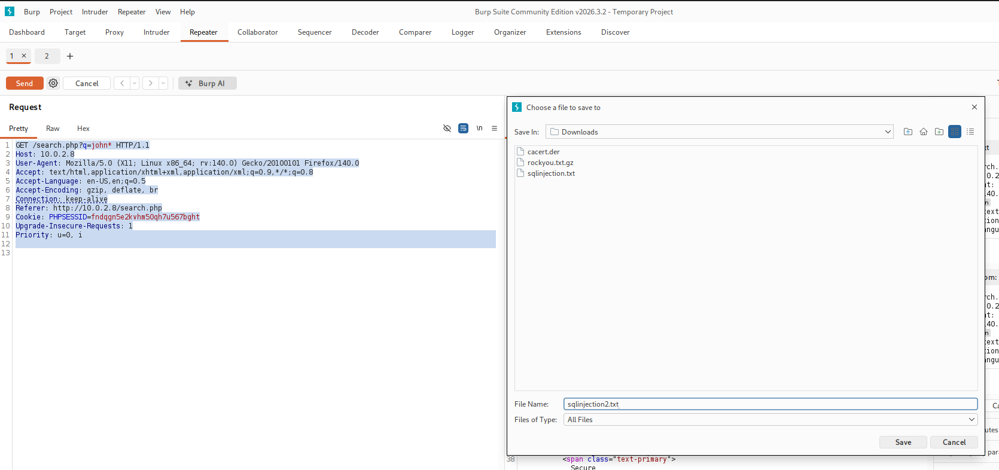 Burp Project Intruder Repeater View Help Burp Suite Community Edition v2026.3.2 - Temporary Project
Dashboard Target Proxy Intruder Repeater Collaborator Sequencer Decoder Comparer Logger Organizer Extensions Discover
1 × 2 +
Send Cancel < > Burp AI
Request
Pretty Raw Hex \n
1 GET /search.php?q=john* HTTP/1.1
2 Host: 10.0.2.8
3 User-Agent: Mozilla/5.0 (X11; Linux x86_64; rv:140.0) Gecko/20100101 Firefox/140.0
4 Accept: text/html,application/xhtml+xml,application/xml;q=0.9,*/*;q=0.8
5 Accept-Language: en-US,en;q=0.5
6 Accept-Encoding: gzip, deflate, br
7 Connection: keep-alive
8 Referer: http://10.0.2.8/search.php
9 Cookie: PHPSESSID=fndqgn5e2kvhm50qh7u567bght
10 Upgrade-Insecure-Requests: 1
11 Priority: u=0, i
12
13
Choose a file to save to
Save In: Downloads
cacert.der
rockyou.txt.gz
sqlinjection.txt
File Name: sqlinjection2.txt
Files of Type: All Files
Save Cancel
38 <span class="text-primary">
Secure